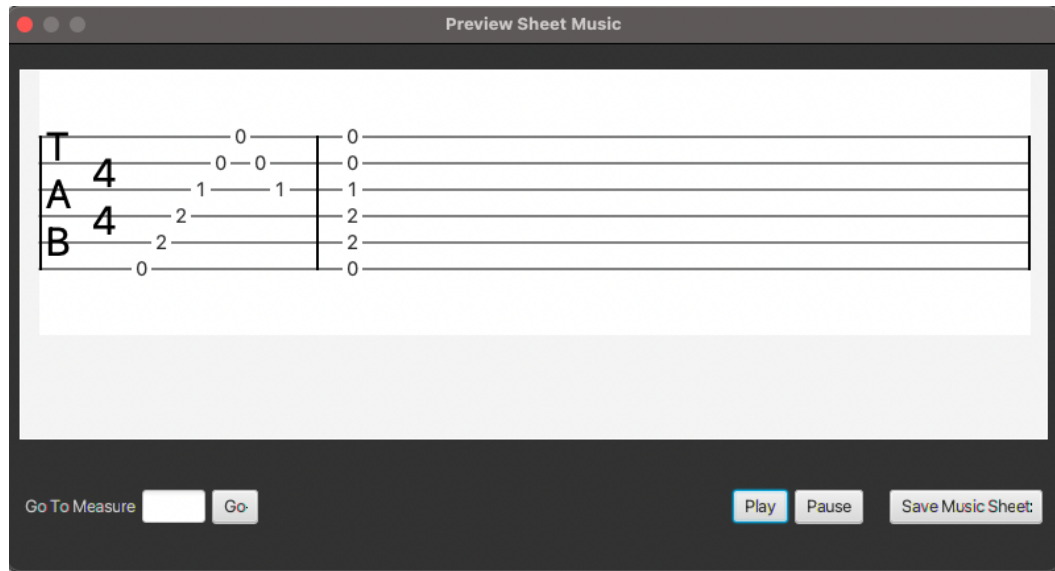 Preview Sheet Music
T 0 0
4 0 0 0
A 1 1 1
4 2 2
B 2 2
0 0
Go To Measure Go Play Pause Save Music Sheet